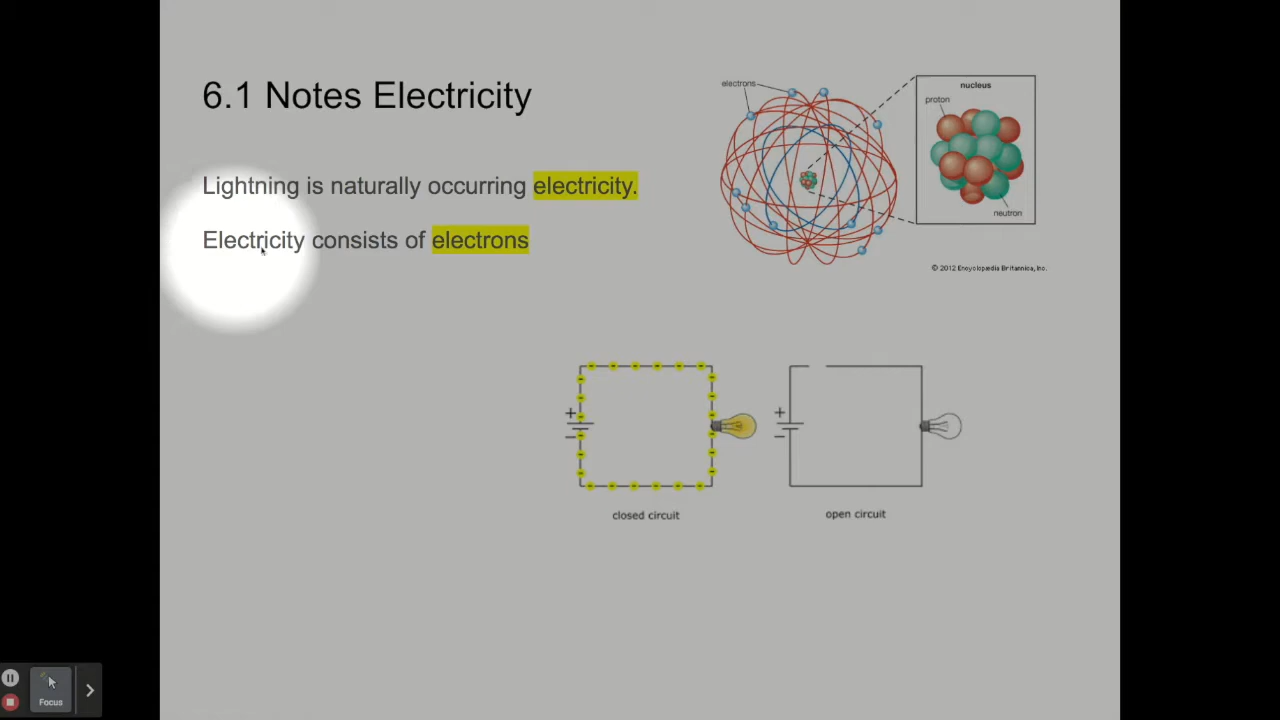 6.1 Notes Electricity
Lightning is naturally occurring electricity.
Electricity consists of electrons
electrons
nucleus
proton
neutron
© 2012 Encyclopædia Britannica, Inc.
+
−
closed circuit
+
−
open circuit
Focus